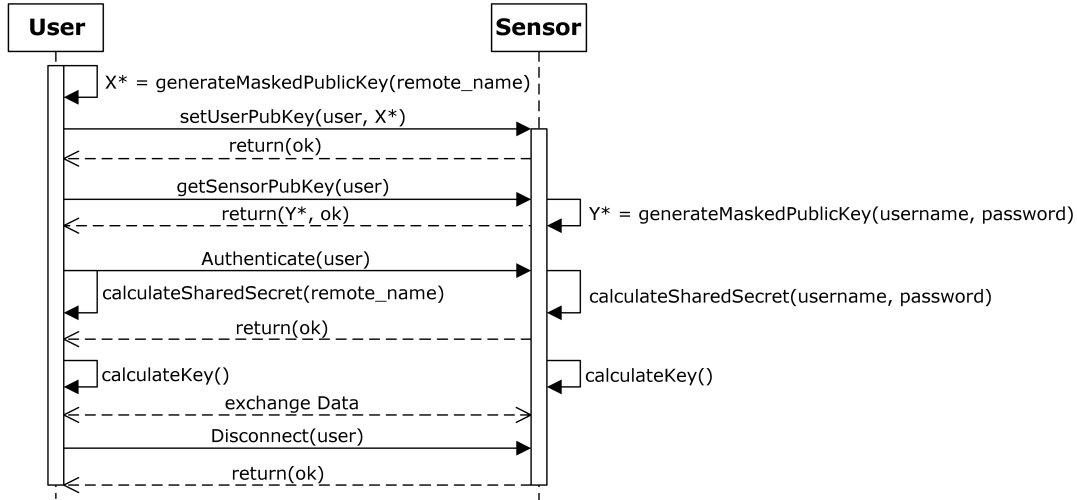 User
Sensor
X* = generateMaskedPublicKey(remote_name)
setUserPubKey(user, X*)
return(ok)
getSensorPubKey(user)
return(Y*, ok)
Y* = generateMaskedPublicKey(username, password)
Authenticate(user)
calculateSharedSecret(remote_name)
calculateSharedSecret(username, password)
return(ok)
calculateKey()
calculateKey()
exchange Data
Disconnect(user)
return(ok)